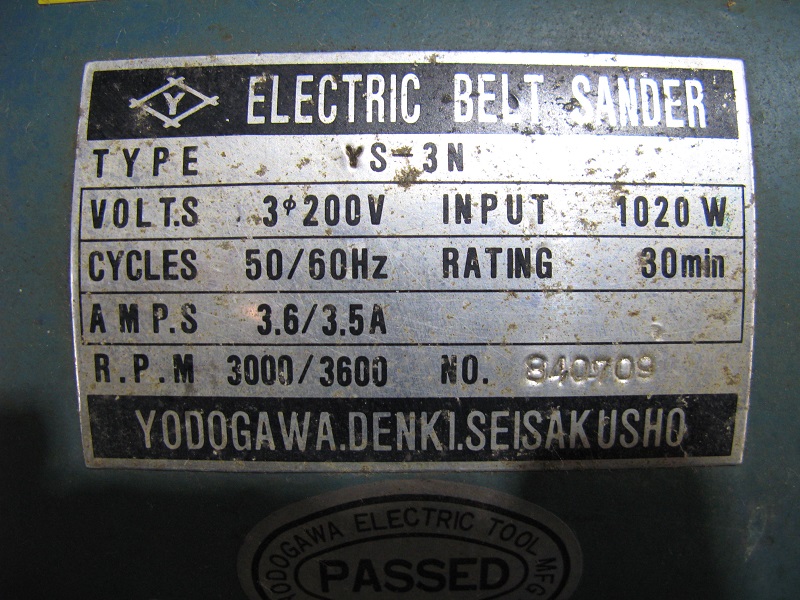 Y ELECTRIC BELT SANDER
TYPE YS-3N
VOLT.S 3φ200V INPUT 1020W
CYCLES 50/60Hz RATING 30min
AMP.S 3.6/3.5A
R.P.M 3000/3600 NO. 840709
YODOGAWA.DENKI.SEISAKUSHO
YODOGAWA ELECTRIC TOOL MFG
PASSED